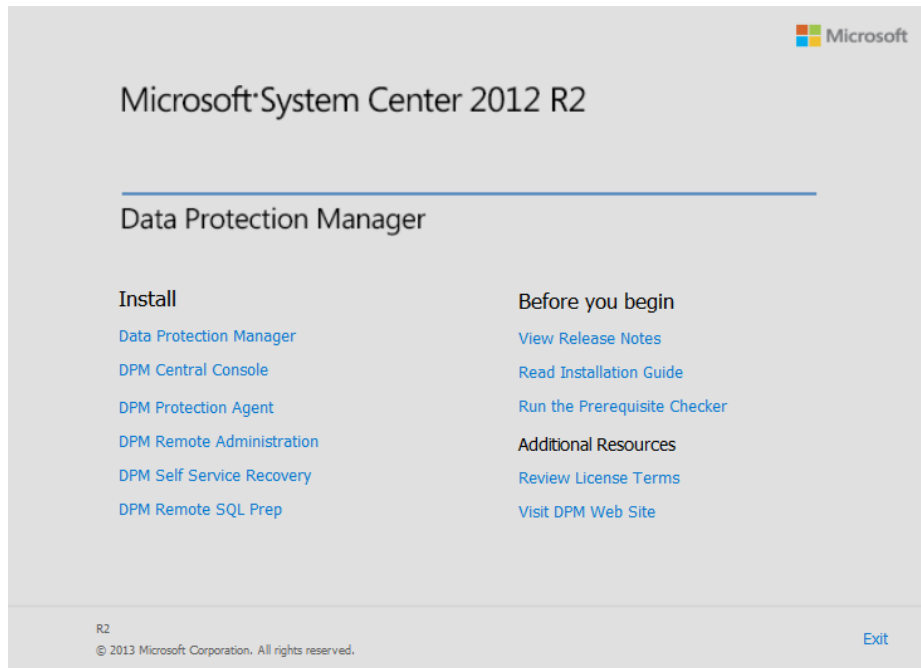 Microsoft
Microsoft System Center 2012 R2
Data Protection Manager
Install
Data Protection Manager
DPM Central Console
DPM Protection Agent
DPM Remote Administration
DPM Self Service Recovery
DPM Remote SQL Prep
Before you begin
View Release Notes
Read Installation Guide
Run the Prerequisite Checker
Additional Resources
Review License Terms
Visit DPM Web Site
R2
© 2013 Microsoft Corporation. All rights reserved.
Exit